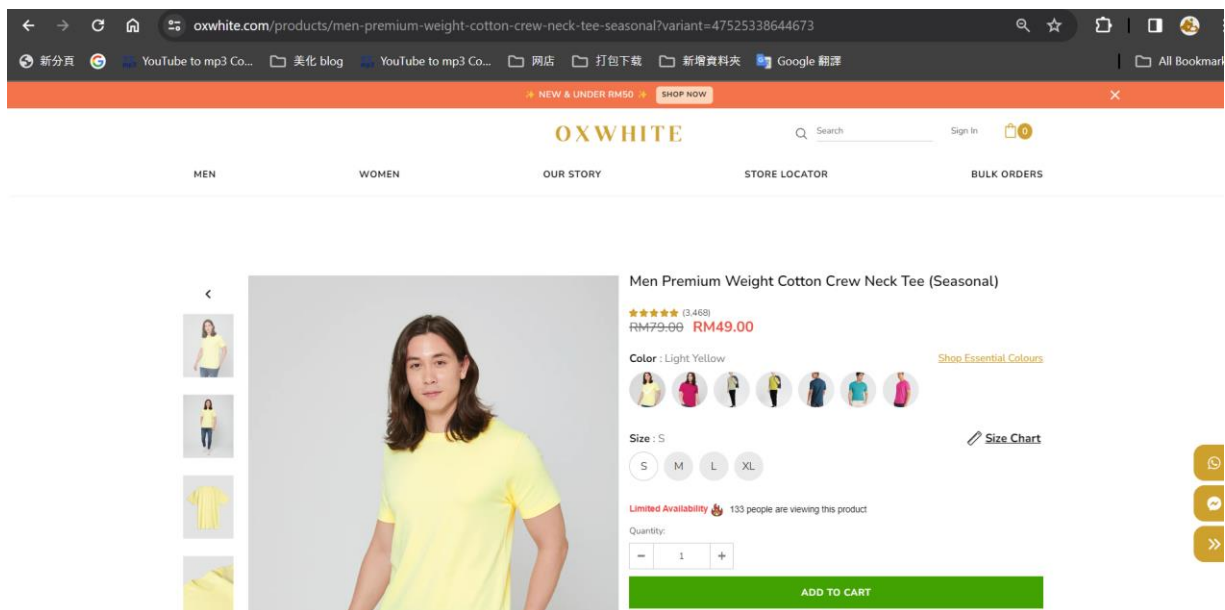 oxwhite.com/products/men-premium-weight-cotton-crew-neck-tee-seasonal?variant=47525338644673
新分頁 YouTube to mp3 Co... 美化 blog YouTube to mp3 Co... 网店 打包下载 新增資料夾 Google 翻譯 All Bookmark
NEW & UNDER RM50 SHOP NOW
OXWHITE Search Sign In 0
MEN WOMEN OUR STORY STORE LOCATOR BULK ORDERS
Men Premium Weight Cotton Crew Neck Tee (Seasonal)
(3,468)
RM79.00 RM49.00
Color : Light Yellow Shop Essential Colours
Size : S Size Chart
S M L XL
Limited Availability 133 people are viewing this product
Quantity:
- 1 +
ADD TO CART